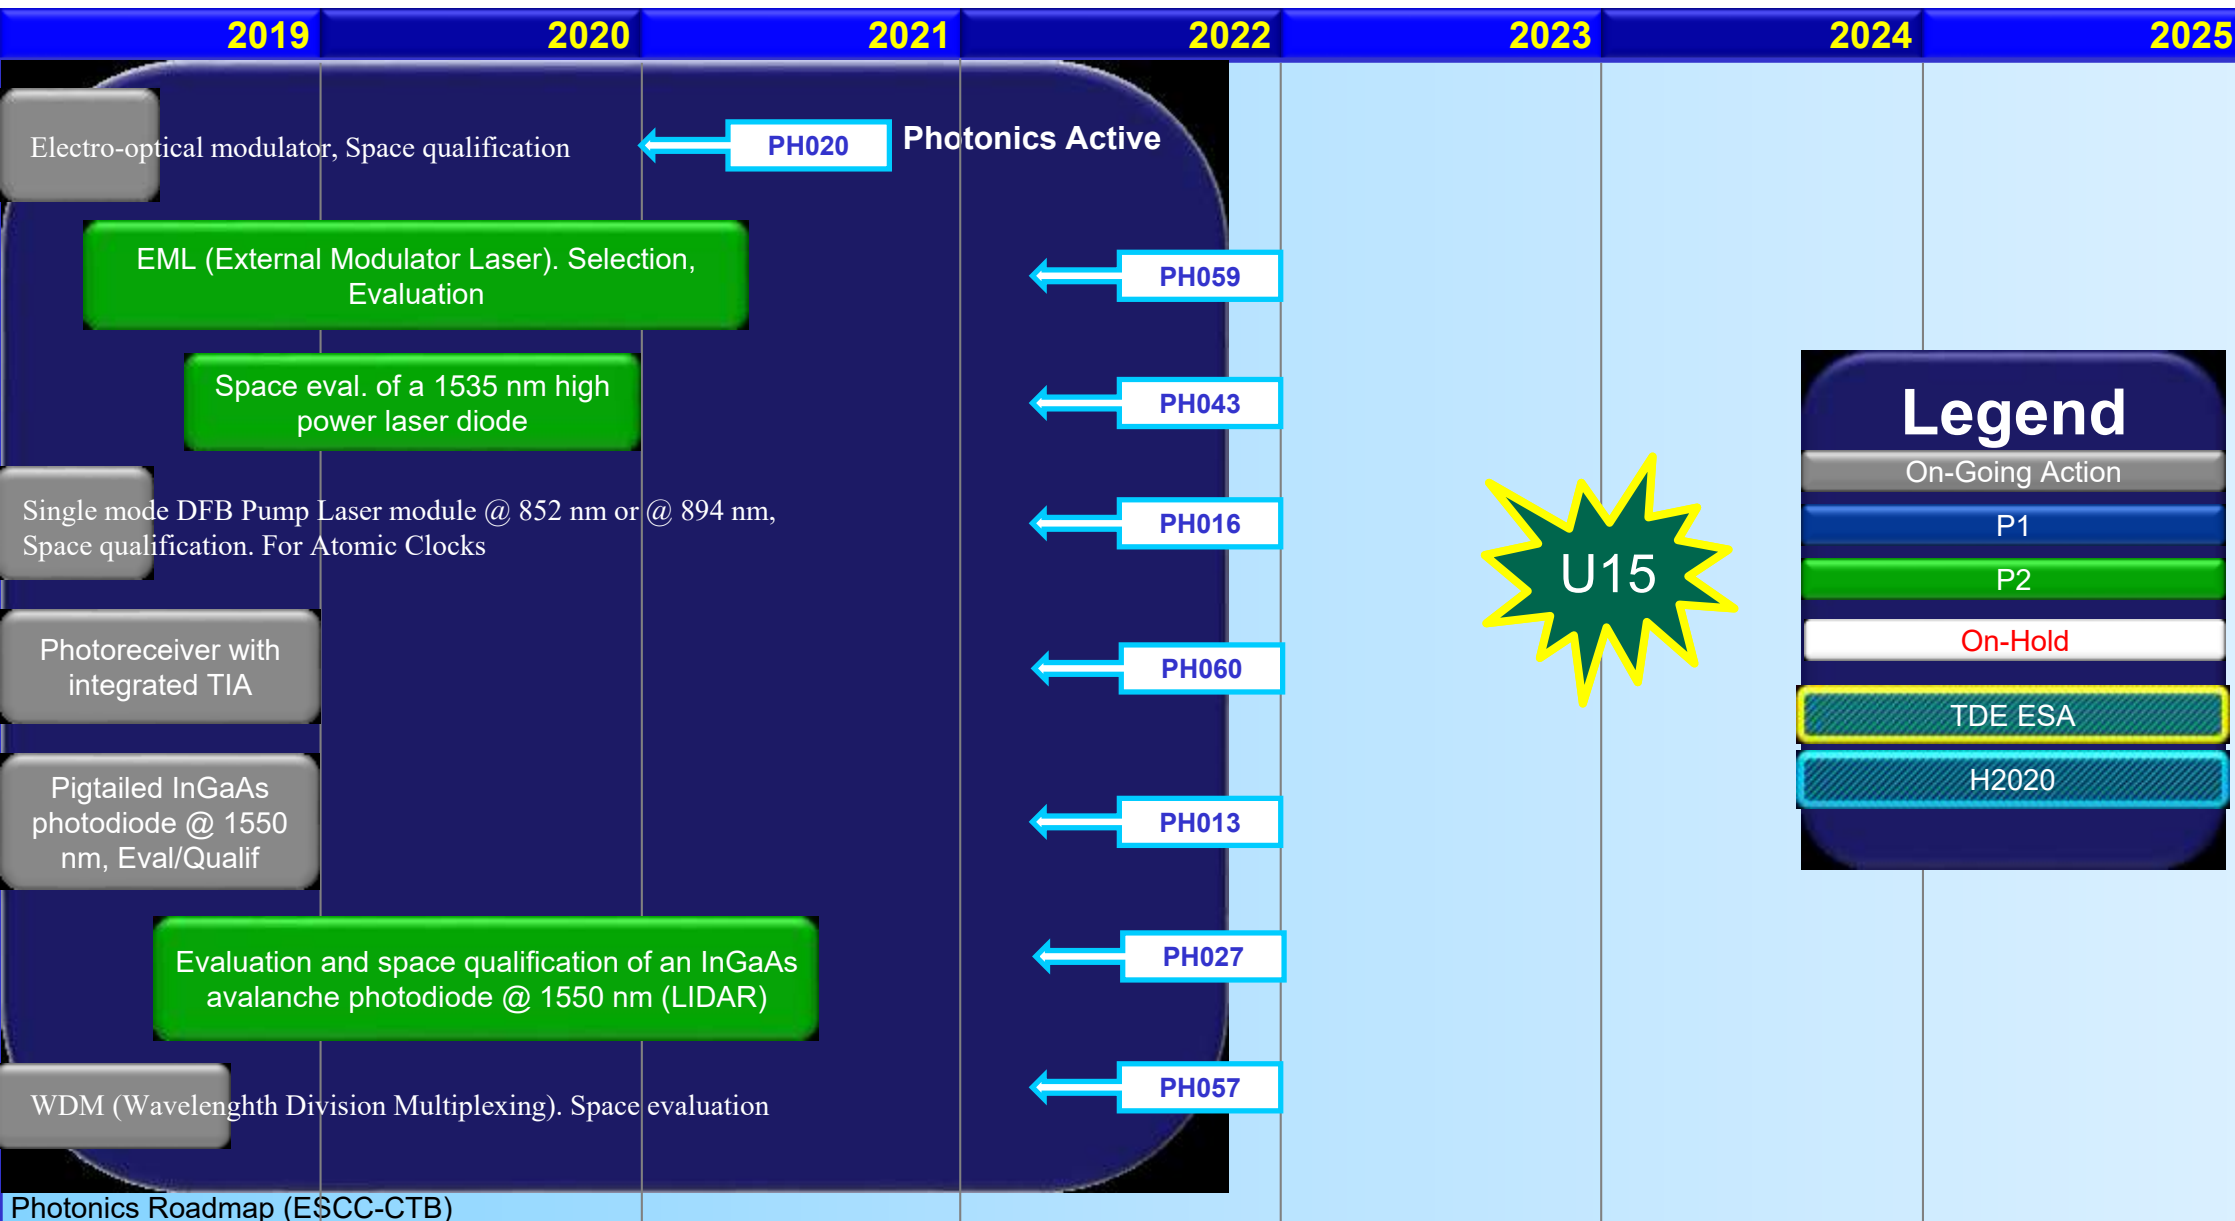 2019 2020 2021 2022 2023 2024 2025
Electro-optical modulator, Space qualification
PH020
Photonics Active
EML (External Modulator Laser). Selection,
Evaluation
PH059
Space eval. of a 1535 nm high
power laser diode
PH043
Single mode DFB Pump Laser module @ 852 nm or @ 894 nm,
Space qualification. For Atomic Clocks
PH016
Photoreceiver with
integrated TIA
PH060
Pigtailed InGaAs
photodiode @ 1550
nm, Eval/Qualif
PH013
Evaluation and space qualification of an InGaAs
avalanche photodiode @ 1550 nm (LIDAR)
PH027
WDM (Wavelenghth Division Multiplexing). Space evaluation
PH057
U15
Legend
On-Going Action
P1
P2
On-Hold
TDE ESA
H2020
Photonics Roadmap (ESCC-CTB)